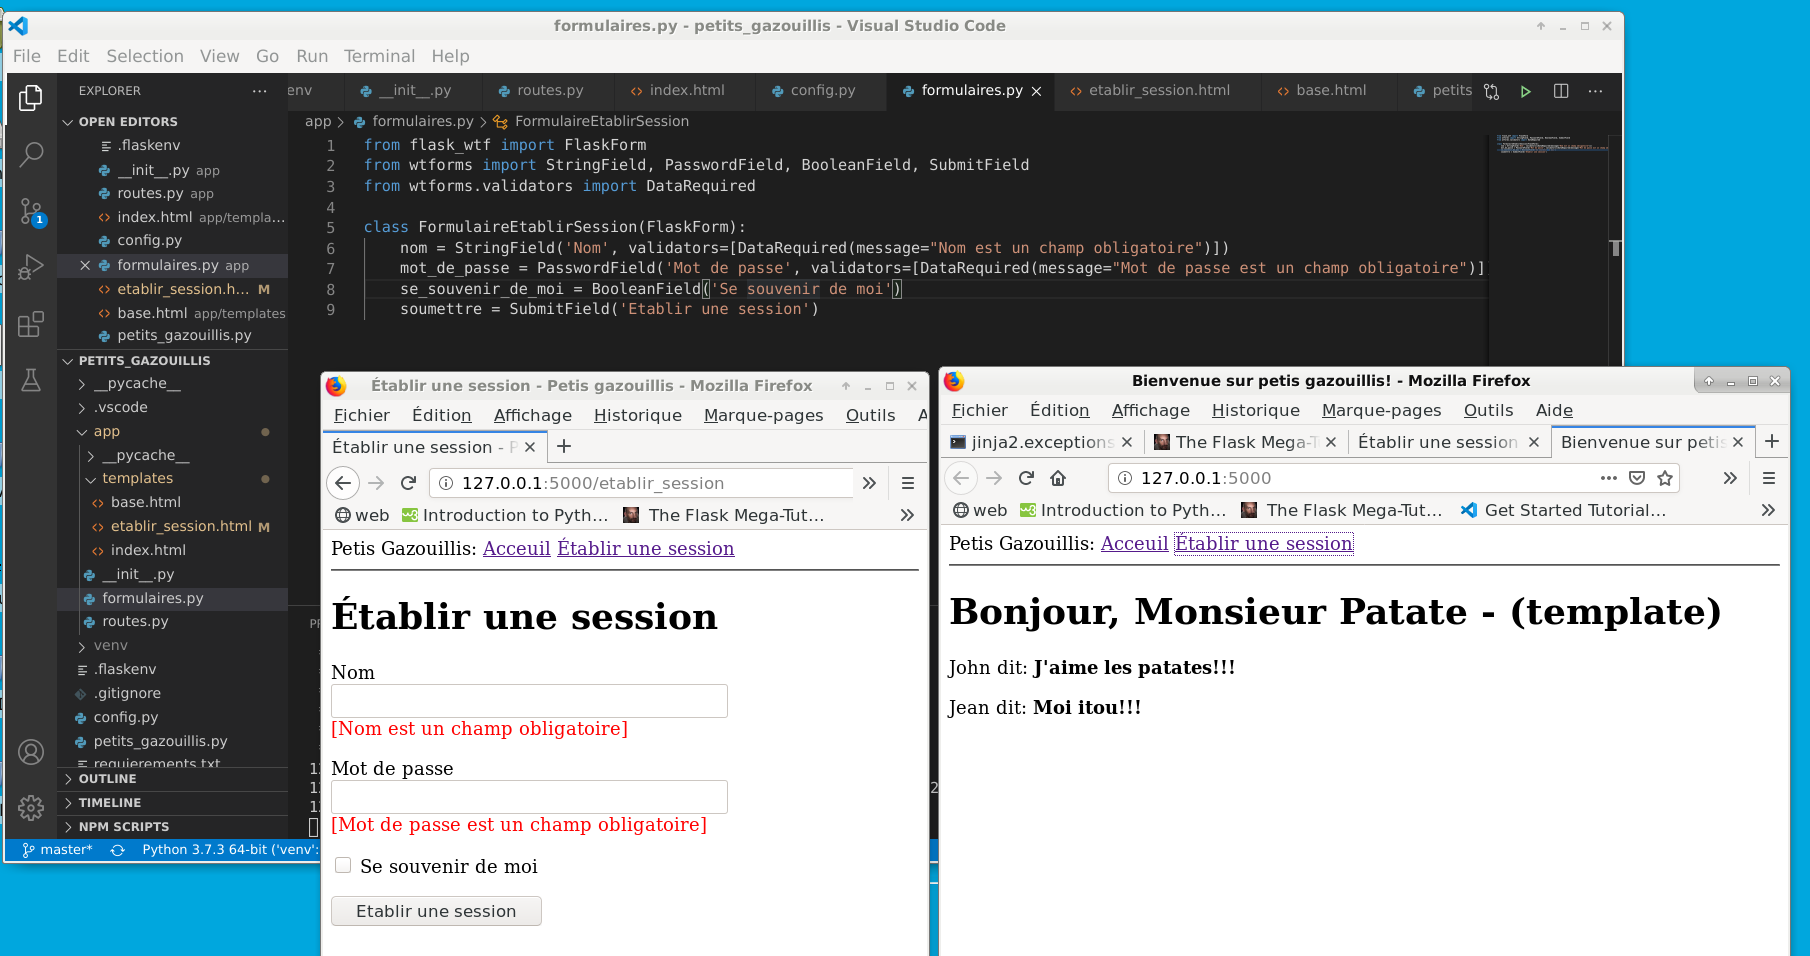 formulaires.py - petits_gazouillis - Visual Studio Code
File Edit Selection View Go Run Terminal Help
EXPLORER ···
env __init__.py routes.py index.html config.py formulaires.py etablir_session.html base.html petits
app > formulaires.py > FormulaireEtablirSession
OPEN EDITORS
.flaskenv
__init__.py app
routes.py app
index.html app/templa...
config.py
formulaires.py app
etablir_session.h... M
base.html app/templates
petits_gazouillis.py
PETITS_GAZOUILLIS
__pycache__
.vscode
app
__pycache__
templates
base.html
etablir_session.html M
index.html
__init__.py
formulaires.py
routes.py
venv
.flaskenv
.gitignore
config.py
petits_gazouillis.py
requierements.txt
OUTLINE
TIMELINE
NPM SCRIPTS
1
master* Python 3.7.3 64-bit ('venv':
1 from flask_wtf import FlaskForm
2 from wtforms import StringField, PasswordField, BooleanField, SubmitField
3 from wtforms.validators import DataRequired
4
5 class FormulaireEtablirSession(FlaskForm):
6 nom = StringField('Nom', validators=[DataRequired(message="Nom est un champ obligatoire")])
7 mot_de_passe = PasswordField('Mot de passe', validators=[DataRequired(message="Mot de passe est un champ obligatoire")]
8 se_souvenir_de_moi = BooleanField('Se souvenir de moi')
9 soumettre = SubmitField('Etablir une session')
Établir une session - Petis gazouillis - Mozilla Firefox
Fichier Édition Affichage Historique Marque-pages Outils A
Établir une session - P
127.0.0.1:5000/etablir_session
web Introduction to Pyth... The Flask Mega-Tut...
Petis Gazouillis: Acceuil Établir une session
Établir une session
Nom
[Nom est un champ obligatoire]
Mot de passe
[Mot de passe est un champ obligatoire]
Se souvenir de moi
Etablir une session
Bienvenue sur petis gazouillis! - Mozilla Firefox
Fichier Édition Affichage Historique Marque-pages Outils Aide
jinja2.exceptions The Flask Mega-T Établir une session Bienvenue sur petis
127.0.0.1:5000
web Introduction to Pyth... The Flask Mega-Tut... Get Started Tutorial...
Petis Gazouillis: Acceuil Établir une session
Bonjour, Monsieur Patate - (template)
John dit: J'aime les patates!!!
Jean dit: Moi itou!!!